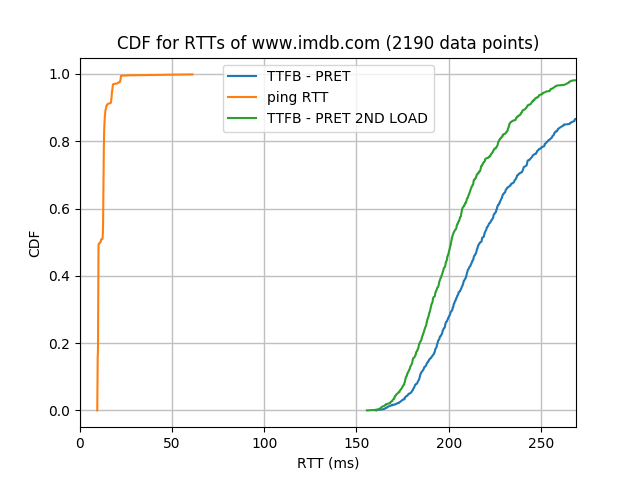 CDF for RTTs of www.imdb.com (2190 data points)
TTFB - PRET
ping RTT
TTFB - PRET 2ND LOAD
CDF
1.0
0.8
0.6
0.4
0.2
0.0
0 50 100 150 200 250
RTT (ms)